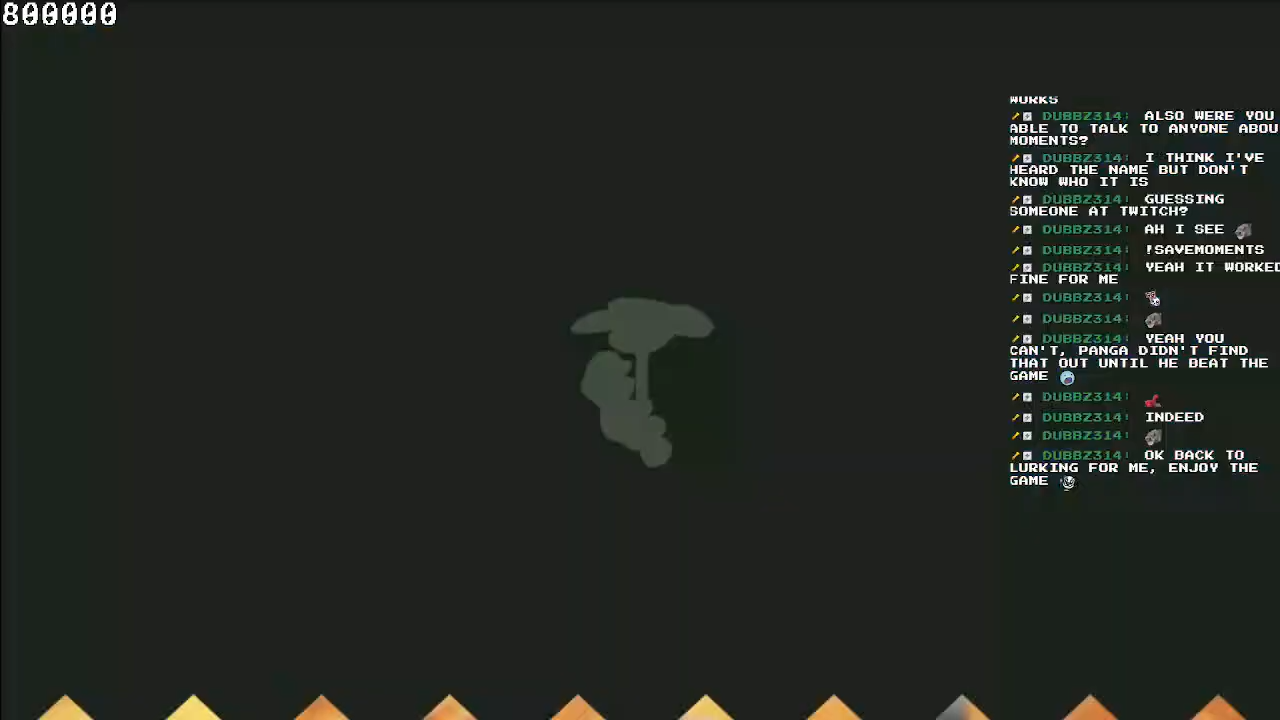 800000
WORKS
DUBBZ314: ALSO WERE YOU
ABLE TO TALK TO ANYONE ABOU
MOMENTS?
DUBBZ314: I THINK I'VE
HEARD THE NAME BUT DON'T
KNOW WHO IT IS
DUBBZ314: GUESSING
SOMEONE AT TWITCH?
DUBBZ314: AH I SEE
DUBBZ314: !SAVEMOMENTS
DUBBZ314: YEAH IT WORKED
FINE FOR ME
DUBBZ314:
DUBBZ314:
DUBBZ314: YEAH YOU
CAN'T, PANGA DIDN'T FIND
THAT OUT UNTIL HE BEAT THE
GAME
DUBBZ314:
DUBBZ314: INDEED
DUBBZ314:
DUBBZ314: OK BACK TO
LURKING FOR ME, ENJOY THE
GAME